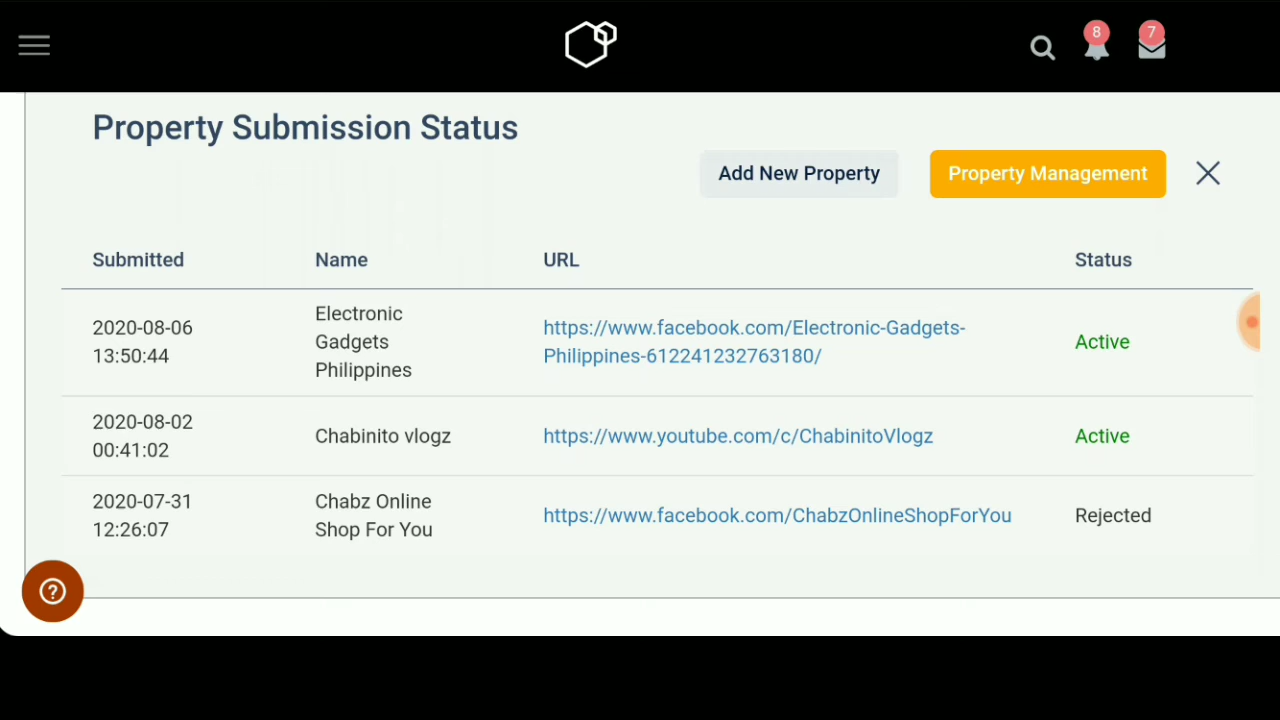 8
7
Property Submission Status
Add New Property
Property Management
Submitted
Name
URL
Status
2020-08-06
13:50:44
Electronic
Gadgets
Philippines
https://www.facebook.com/Electronic-Gadgets-
Philippines-612241232763180/
Active
2020-08-02
00:41:02
Chabinito vlogz
https://www.youtube.com/c/ChabinitoVlogz
Active
2020-07-31
12:26:07
Chabz Online
Shop For You
https://www.facebook.com/ChabzOnlineShopForYou
Rejected
?